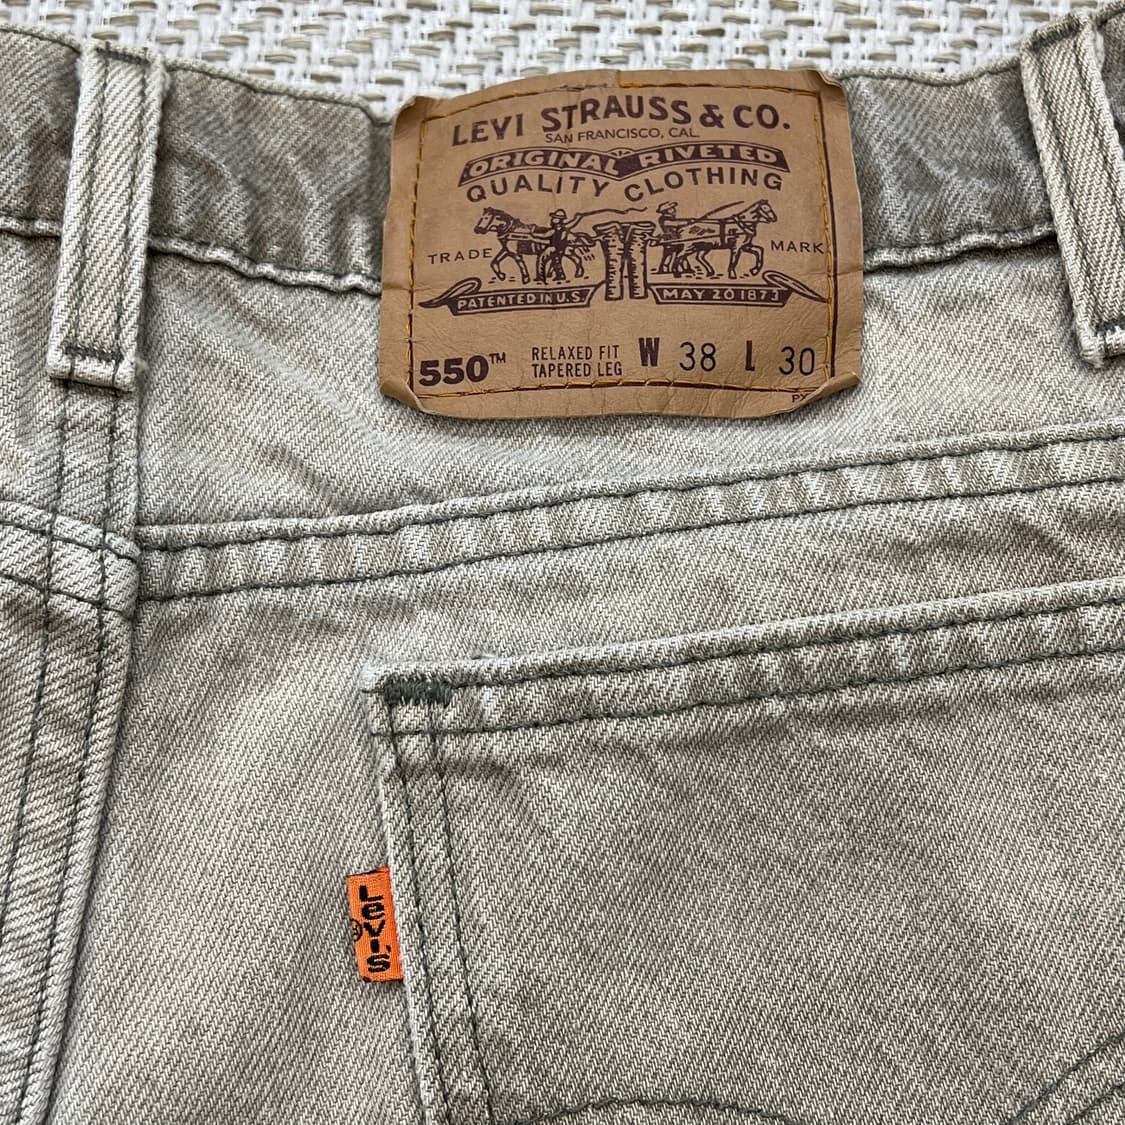 LEVI STRAUSS & CO.
SAN FRANCISCO, CAL
ORIGINAL RIVETED
QUALITY CLOTHING
TRADE MARK
PATENTED IN U.S MAY 20 1873
550™ RELAXED FIT W 38 L 30
TAPERED LEG
Levi's
®